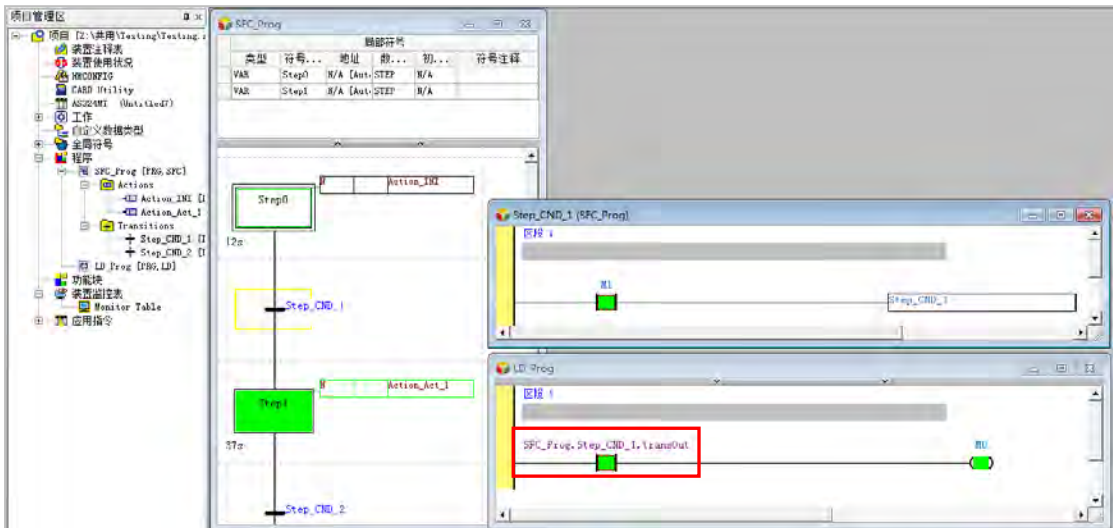 项目管理区
项目 [Z:\共用\Testing\Testing.
装置注释表
装置使用状况
HWCONFIG
CARD Utility
AS324MT (Untitled7)
工作
自定义数据类型
全局符号
程序
SFC_Prog [PRG,SFC]
Actions
Action_INI [I
Action_Act_1
Transitions
Step_CND_1 [I
Step_CND_2 [I
LD_Prog [PRG,LD]
功能块
装置监控表
Monitor Table
应用指令
SFC_Prog
局部符号
类型 符号... 地址 数... 初... 符号注释
VAR Step0 N/A [Aut- STEP N/A
VAR Step1 N/A [Aut- STEP N/A
N Action_INI
Step0
12s
Step_CND_1
N Action_Act_1
Step1
37s
Step_CND_2
Step_CND_1 (SFC_Prog)
区段 1
M1
Step_CND_1
LD_Prog
区段 1
SFC_Prog.Step_CND_1.transOut
M0